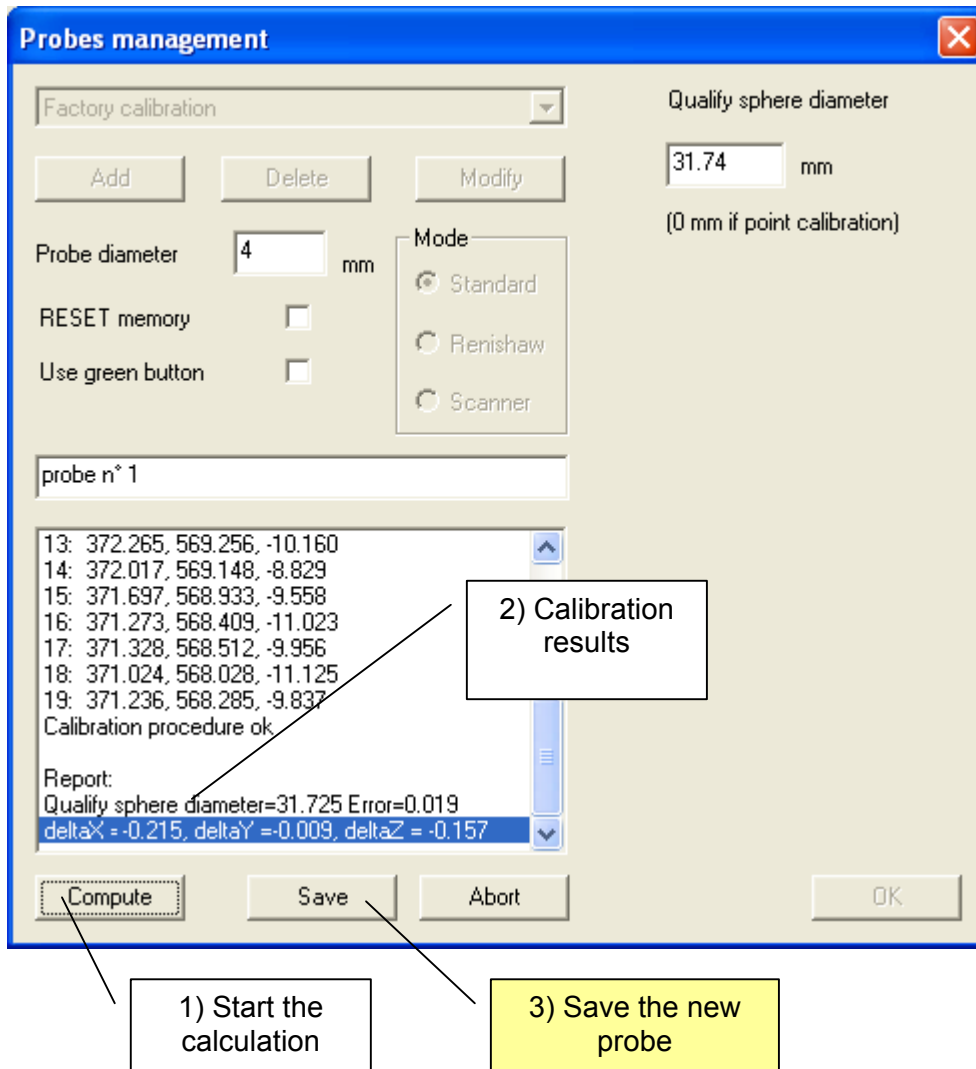 Probes management
Factory calibration
Qualify sphere diameter
31.74 mm
(0 mm if point calibration)
Add Delete Modify
Probe diameter 4 mm
Mode
Standard
RESET memory
Renishaw
Use green button
Scanner
probe n° 1
13: 372.265, 569.256, -10.160
14: 372.017, 569.148, -8.829
15: 371.697, 568.933, -9.558
16: 371.273, 568.409, -11.023
17: 371.328, 568.512, -9.956
18: 371.024, 568.028, -11.125
19: 371.236, 568.285, -9.837
Calibration procedure ok
Report:
Qualify sphere diameter=31.725 Error=0.019
deltaX = -0.215, deltaY =-0.009, deltaZ = -0.157
2) Calibration
results
Compute Save Abort OK
1) Start the
calculation
3) Save the new
probe